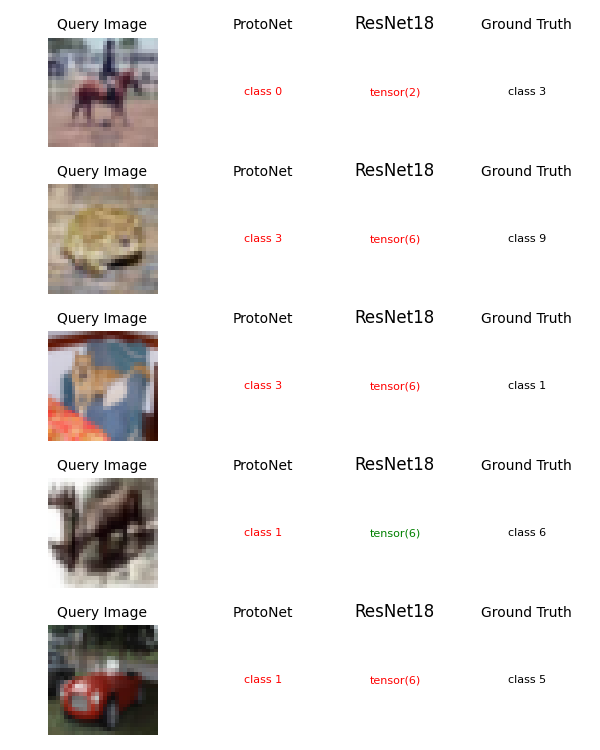 Query Image ProtoNet ResNet18 Ground Truth
class 0 tensor(2) class 3
Query Image ProtoNet ResNet18 Ground Truth
class 3 tensor(6) class 9
Query Image ProtoNet ResNet18 Ground Truth
class 3 tensor(6) class 1
Query Image ProtoNet ResNet18 Ground Truth
class 1 tensor(6) class 6
Query Image ProtoNet ResNet18 Ground Truth
class 1 tensor(6) class 5